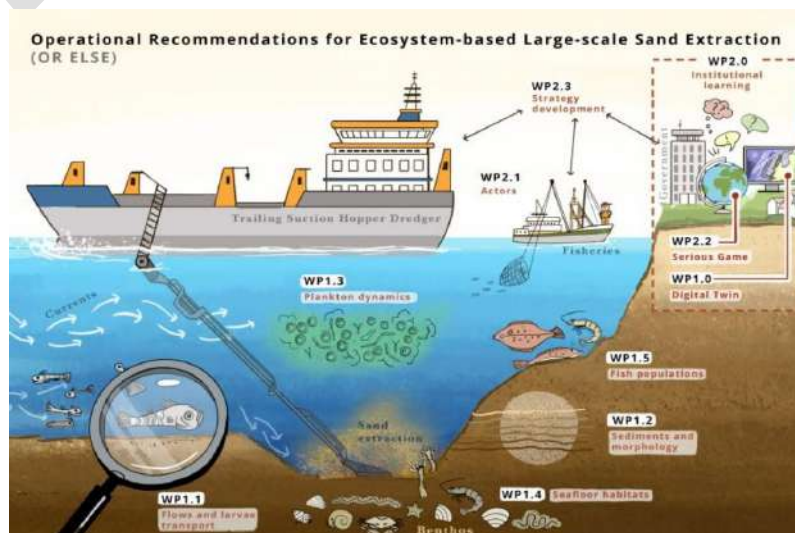 Operational Recommendations for Ecosystem-based Large-scale Sand Extraction
(OR ELSE)
WP2.0
Institutional
learning
WP2.3
Strategy
development
WP2.1
Actors
Government
Trailing Suction Hopper Dredger
Fisheries
WP2.2
Serious Game
WP1.0
Digital Twin
WP1.3
Plankton dynamics
Currents
WP1.5
Fish populations
Sand
extraction
WP1.2
Sediments and
morphology
WP1.1
Flows and larvae
transport
WP1.4
Seafloor habitats
Benthos